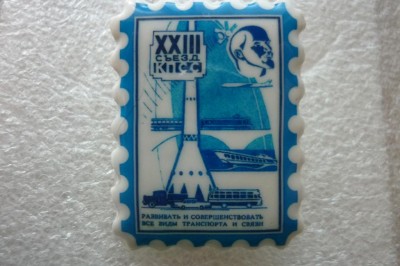 XXIII
СЪЕЗД
КПСС
РАЗВИВАТЬ И СОВЕРШЕНСТВОВАТЬ
ВСЕ ВИДЫ ТРАНСПОРТА И СВЯЗИ